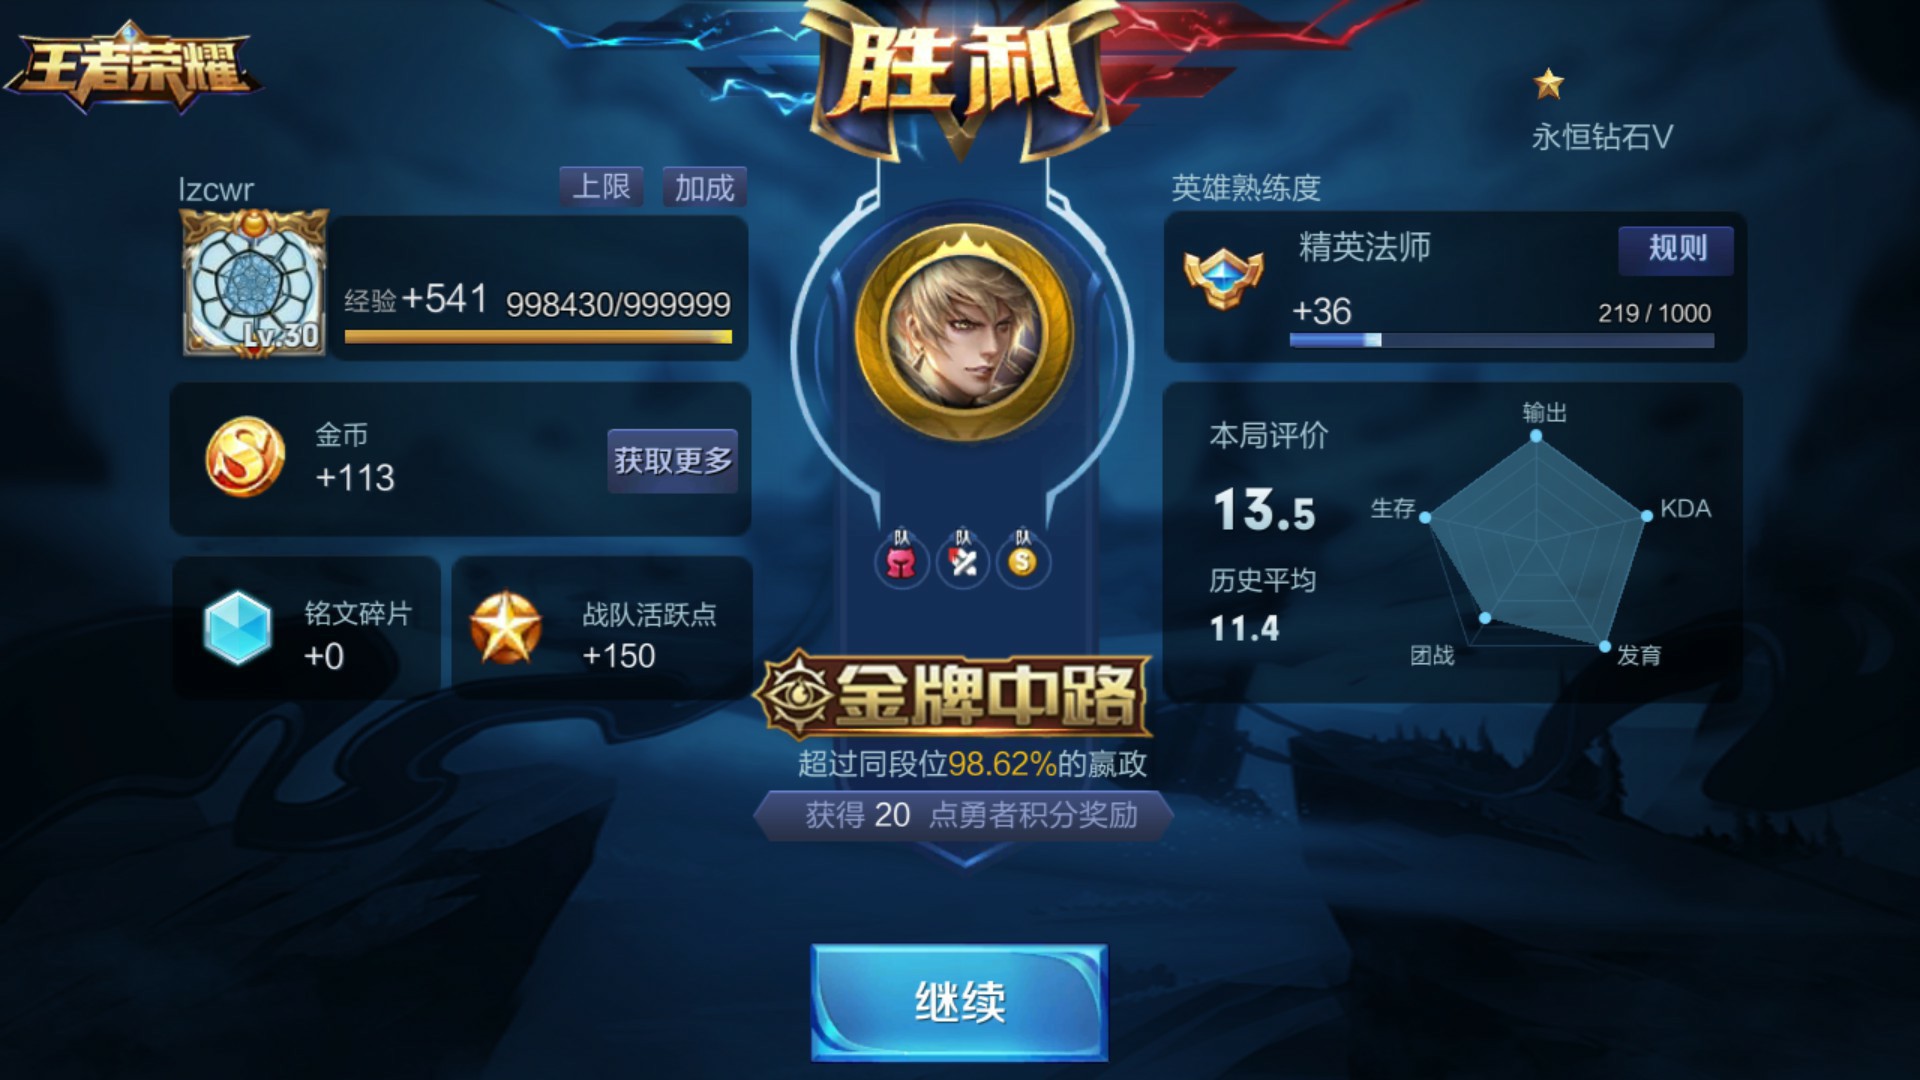 王者荣耀
胜利
永恒钻石V
lzcwr
上限
加成
Lv.30
经验+541 998430/999999
金币
+113
获取更多
铭文碎片
+0
战队活跃点
+150
队 队 队
金牌中路
超过同段位98.62%的嬴政
获得 20 点勇者积分奖励
继续
英雄熟练度
精英法师
规则
+36
219 / 1000
本局评价
13.5
历史平均
11.4
输出
生存
KDA
团战
发育